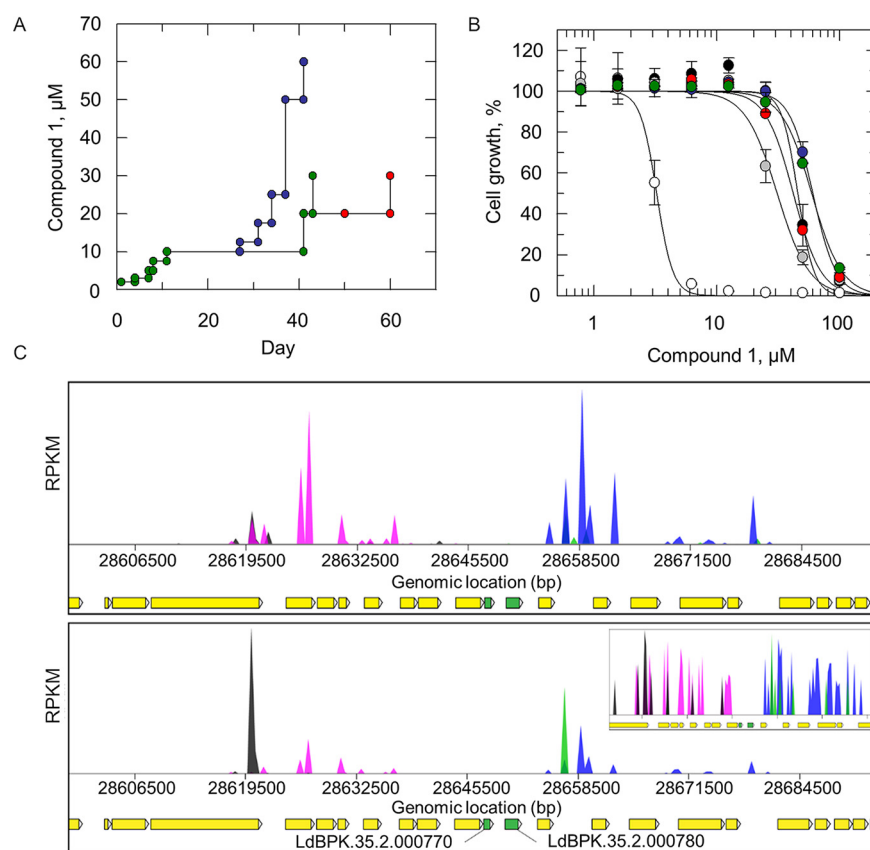 A
70
60
50
40
30
20
10
0
Compound 1, µM
0 20 40 60
Day
B
120
100
80
60
40
20
0
Cell growth, %
1 10 100
Compound 1, µM
C
RPKM
28606500 28619500 28632500 28645500 28658500 28671500 28684500
Genomic location (bp)
RPKM
28606500 28619500 28632500 28645500 28658500 28671500 28684500
Genomic location (bp)
LdBPK.35.2.000770 LdBPK.35.2.000780